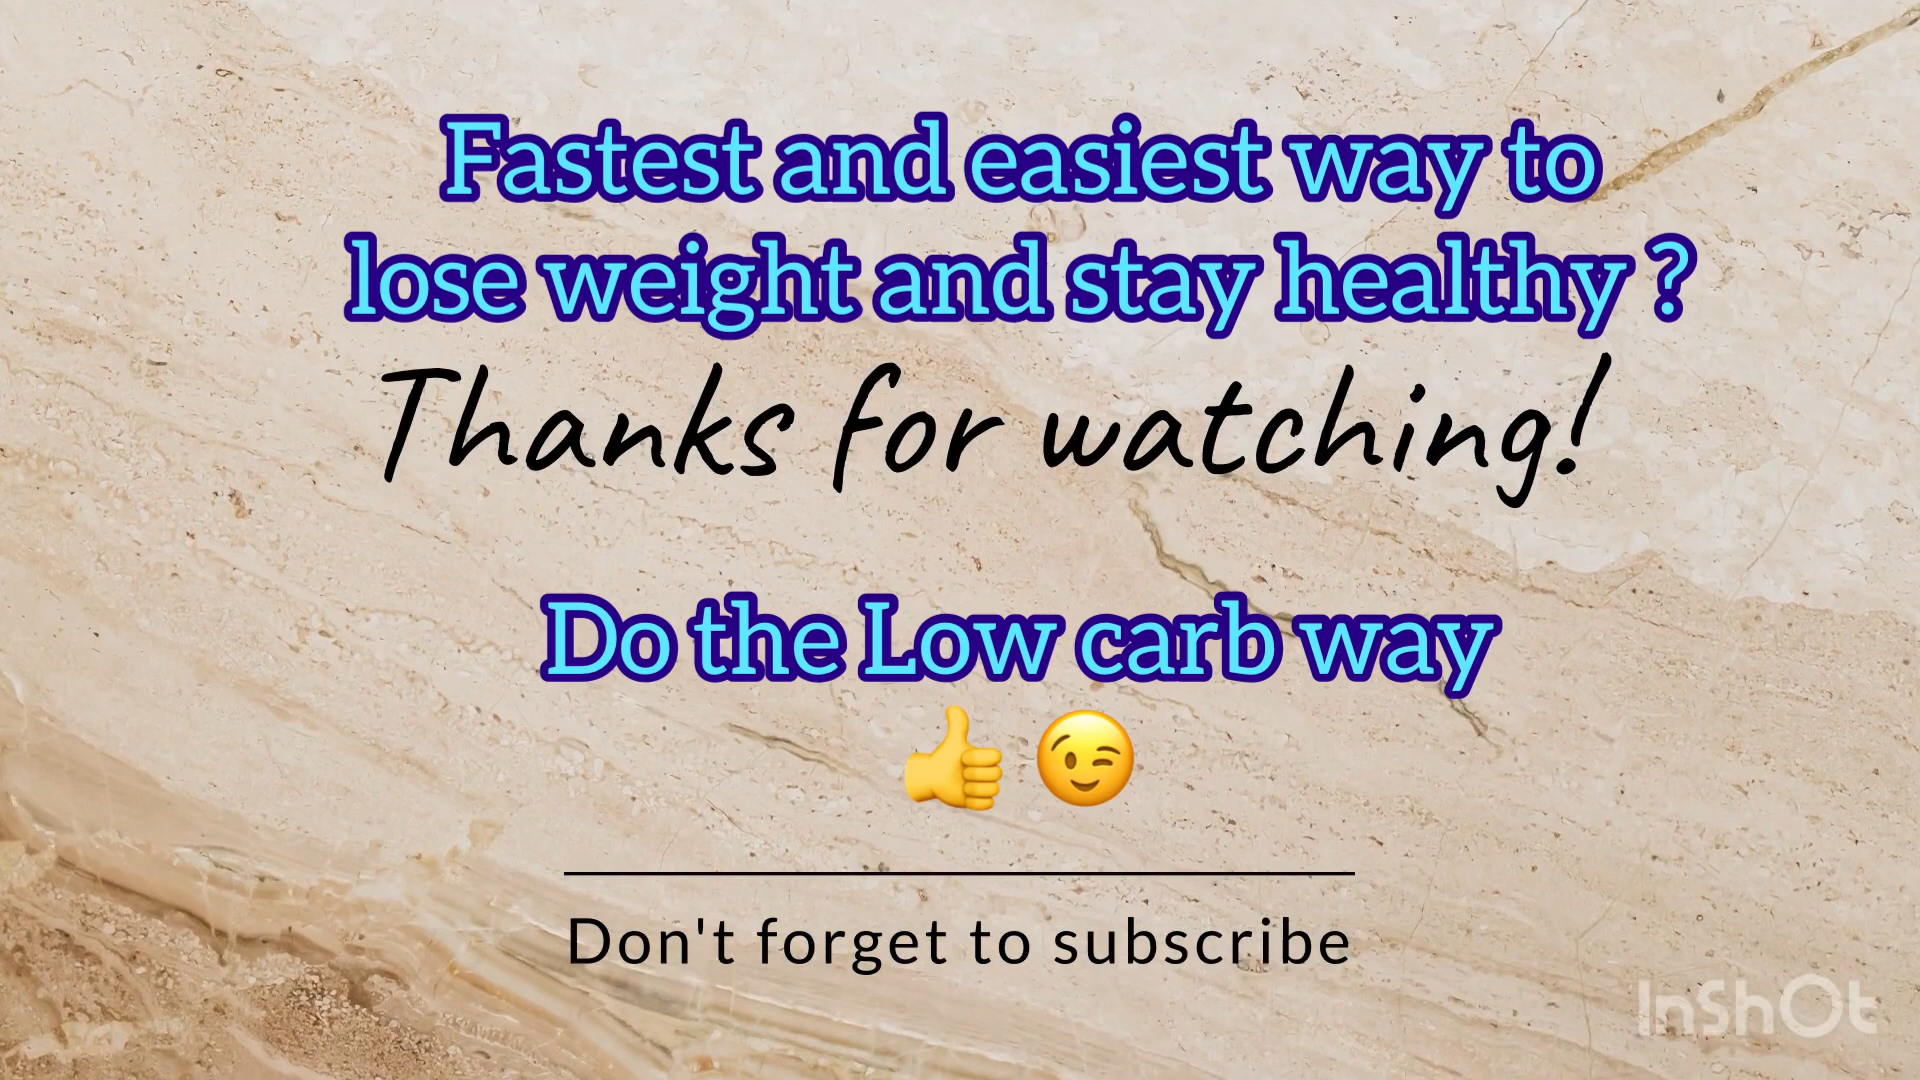 Fastest and easiest way to
lose weight and stay healthy ?
Thanks for watching!
Do the Low carb way
👍 😉
Don't forget to subscribe
InShOt